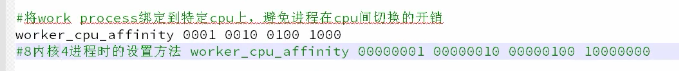 #将work process绑定到特定cpu上，避免进程在cpu间切换的开销
worker_cpu_affinity 0001 0010 0100 1000
#8内核4进程时的设置方法 worker_cpu_affinity 00000001 00000010 00000100 10000000